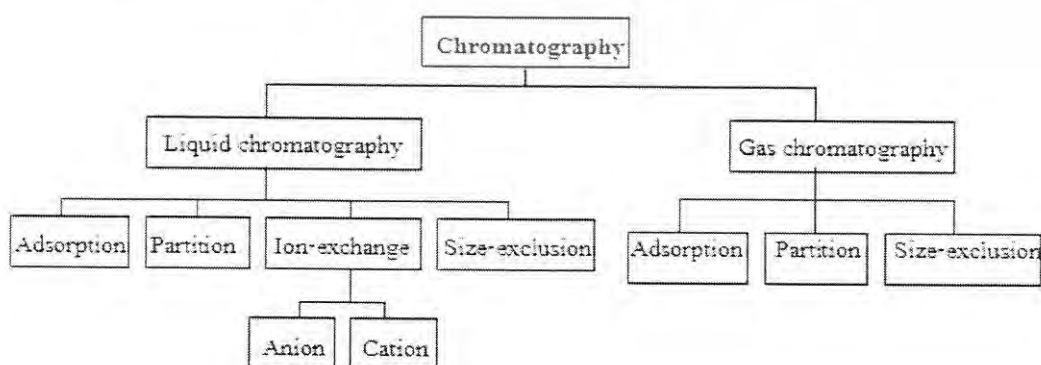 Chromatography
Liquid chromatography
Gas chromatography
Adsorption
Partition
Ion-exchange
Size-exclusion
Adsorption
Partition
Size-exclusion
Anion
Cation